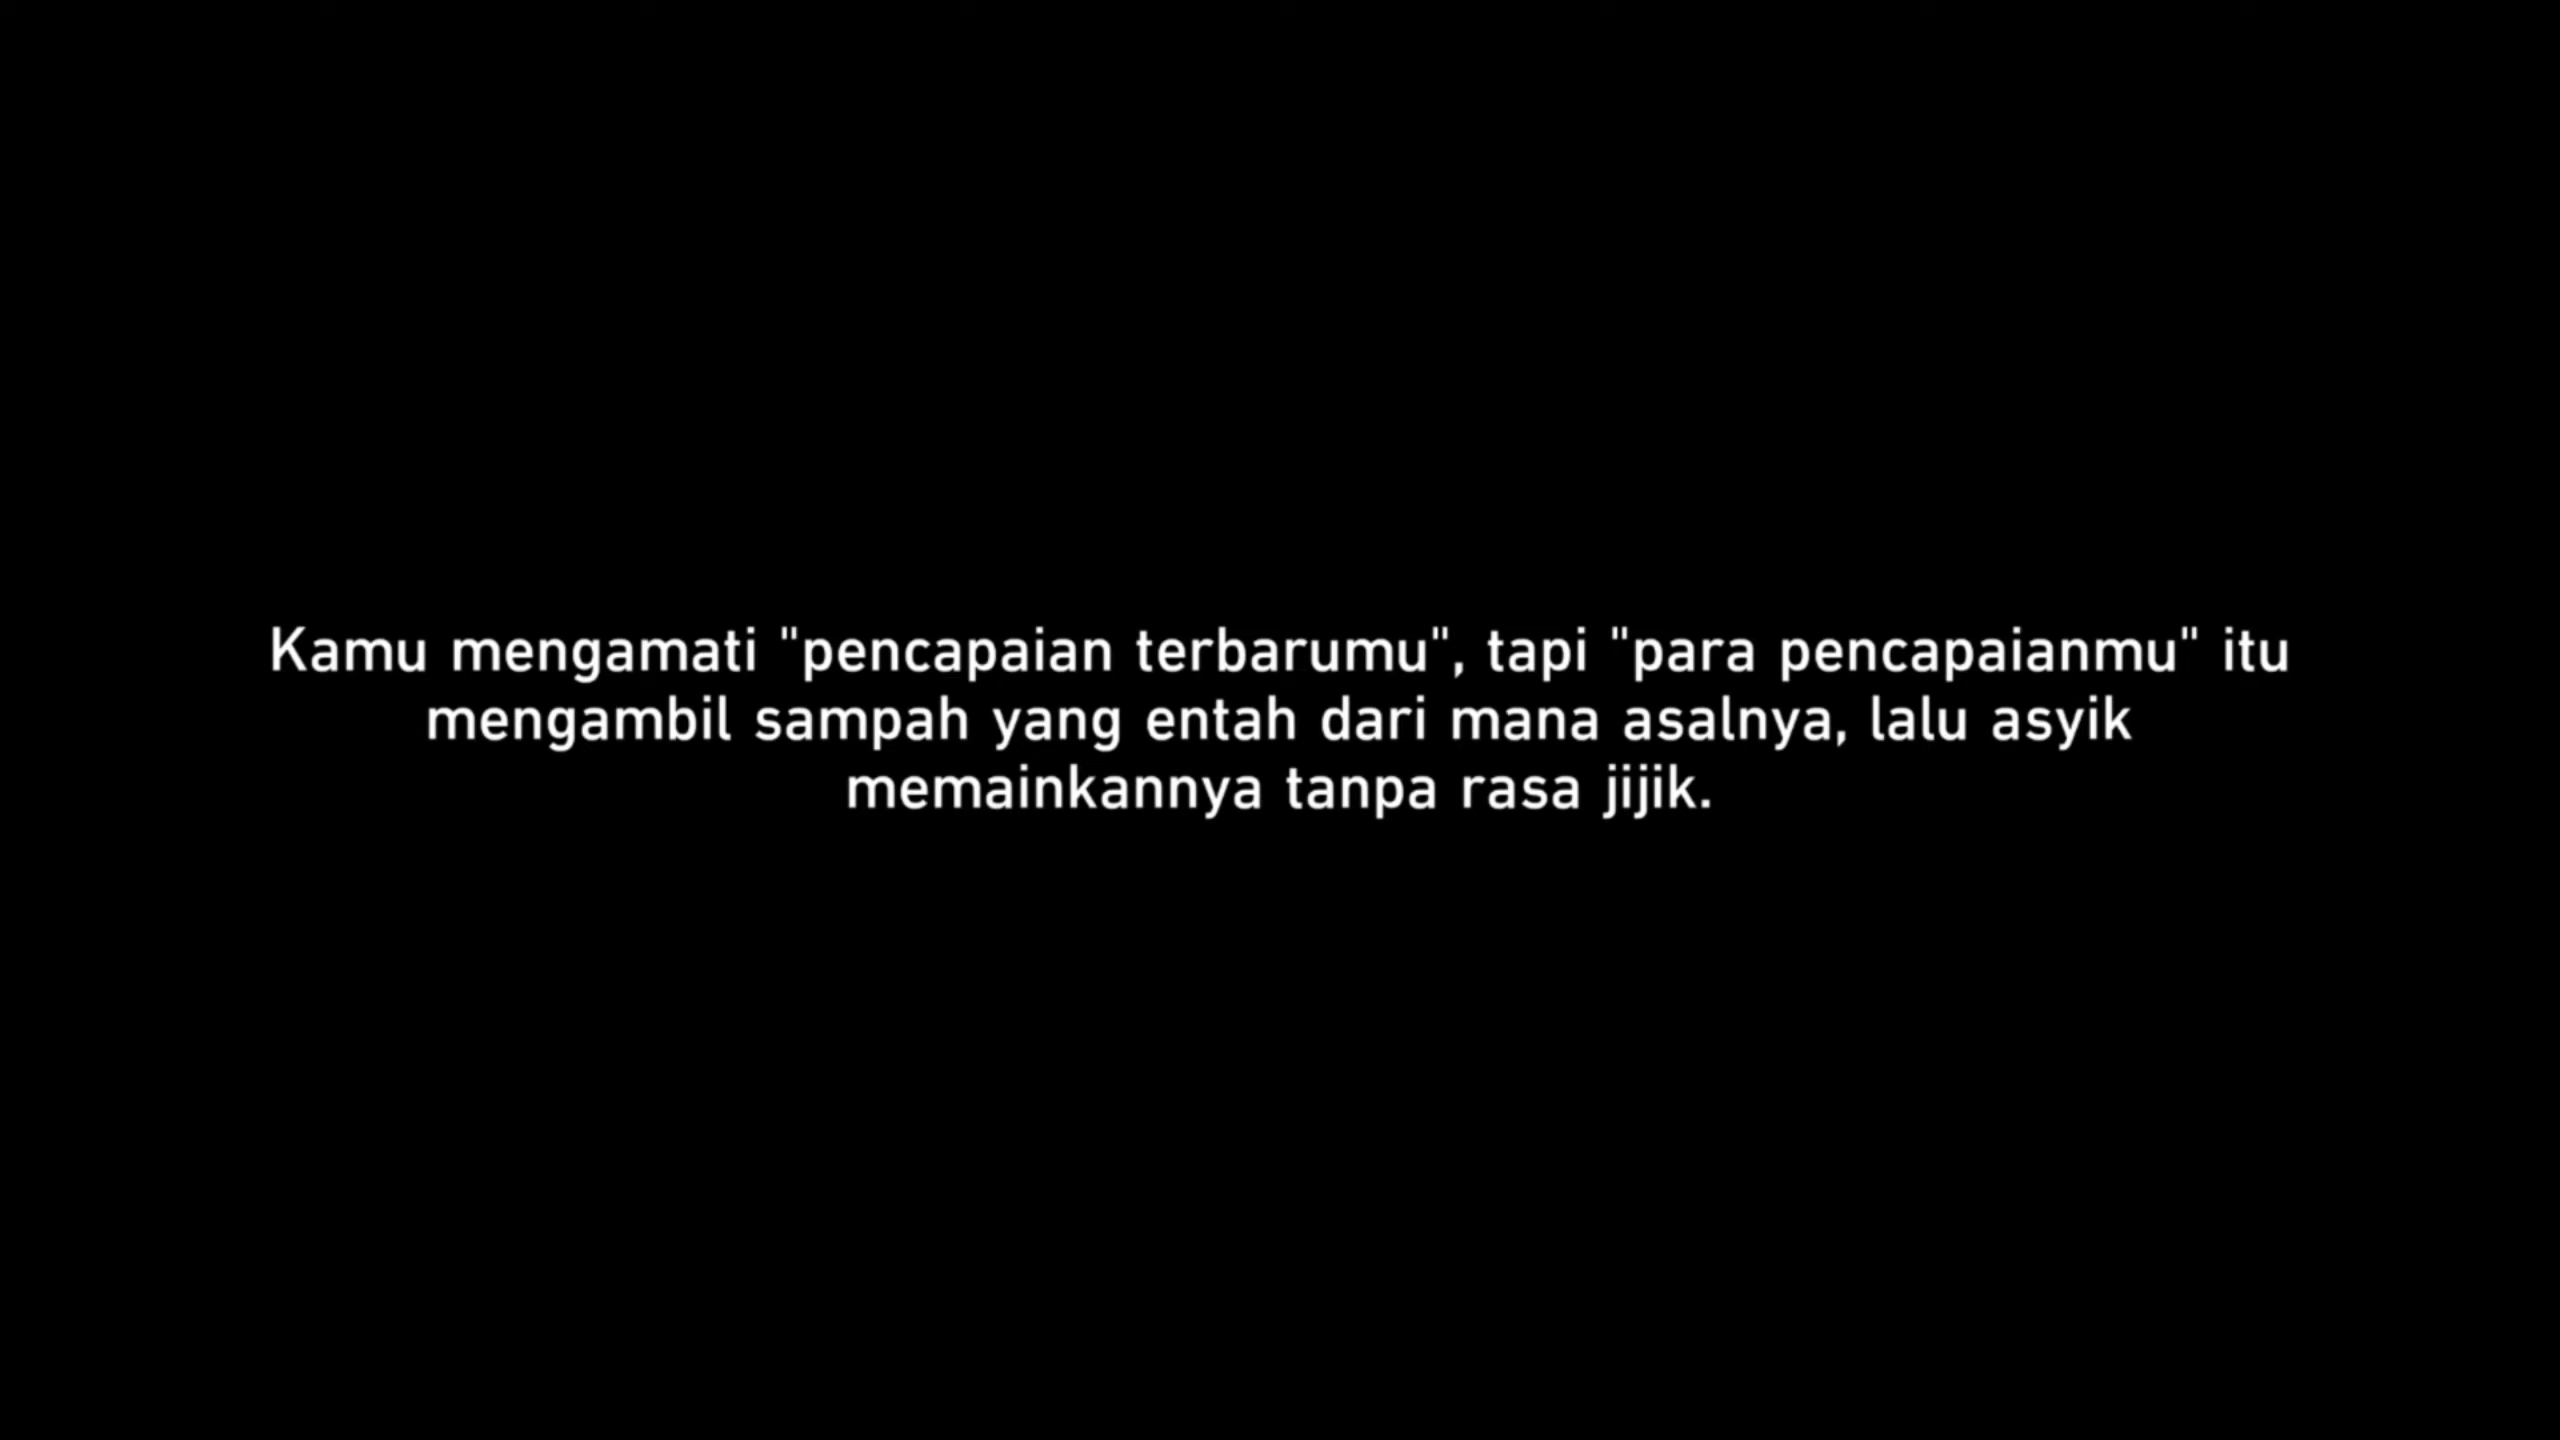 Kamu mengamati "pencapaian terbarumu", tapi "para pencapaianmu" itu
mengambil sampah yang entah dari mana asalnya, lalu asyik
memainkannya tanpa rasa jijik.